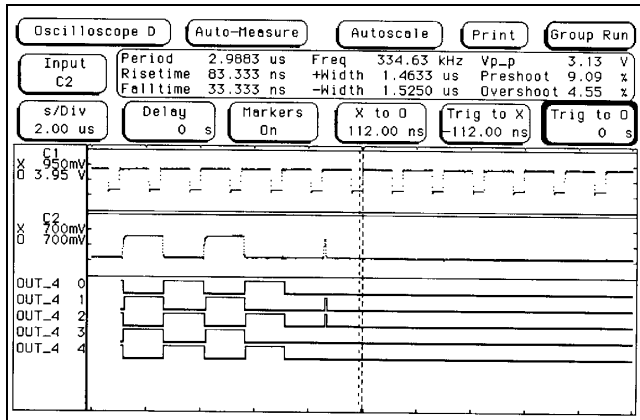 Oscilloscope D Auto-Measure Autoscale Print Group Run
Input C2
Period 2.9883 us Freq 334.63 kHz Vp_p 3.13 V
Risetime 83.333 ns +Width 1.4633 us Preshoot 9.09 %
Falltime 33.333 ns -Width 1.5250 us Overshoot 4.55 %
s/Div 2.00 us
Delay 0 s
Markers On
X to O 112.00 ns
Trig to X -112.00 ns
Trig to O 0 s
C1
X 950mV
O 3.95 V
C2
X 700mV
O 700mV
OUT_4 0
OUT_4 1
OUT_4 2
OUT_4 3
OUT_4 4